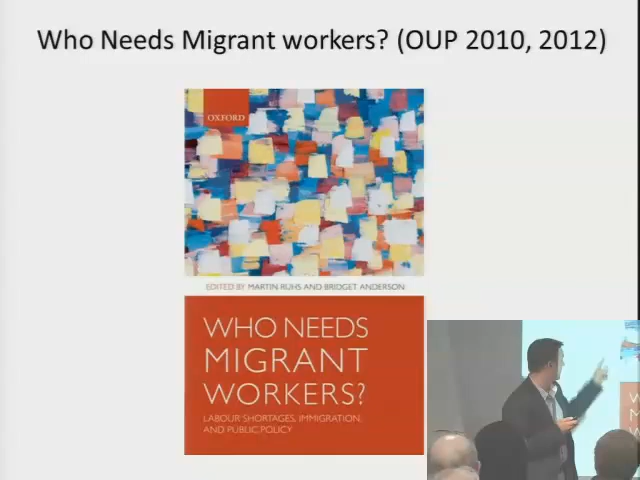 Who Needs Migrant workers? (OUP 2010, 2012)
OXFORD
EDITED BY MARTIN RUHS AND BRIDGET ANDERSON
WHO NEEDS
MIGRANT
WORKERS?
LABOUR SHORTAGES, IMMIGRATION,
AND PUBLIC POLICY
W
M
W